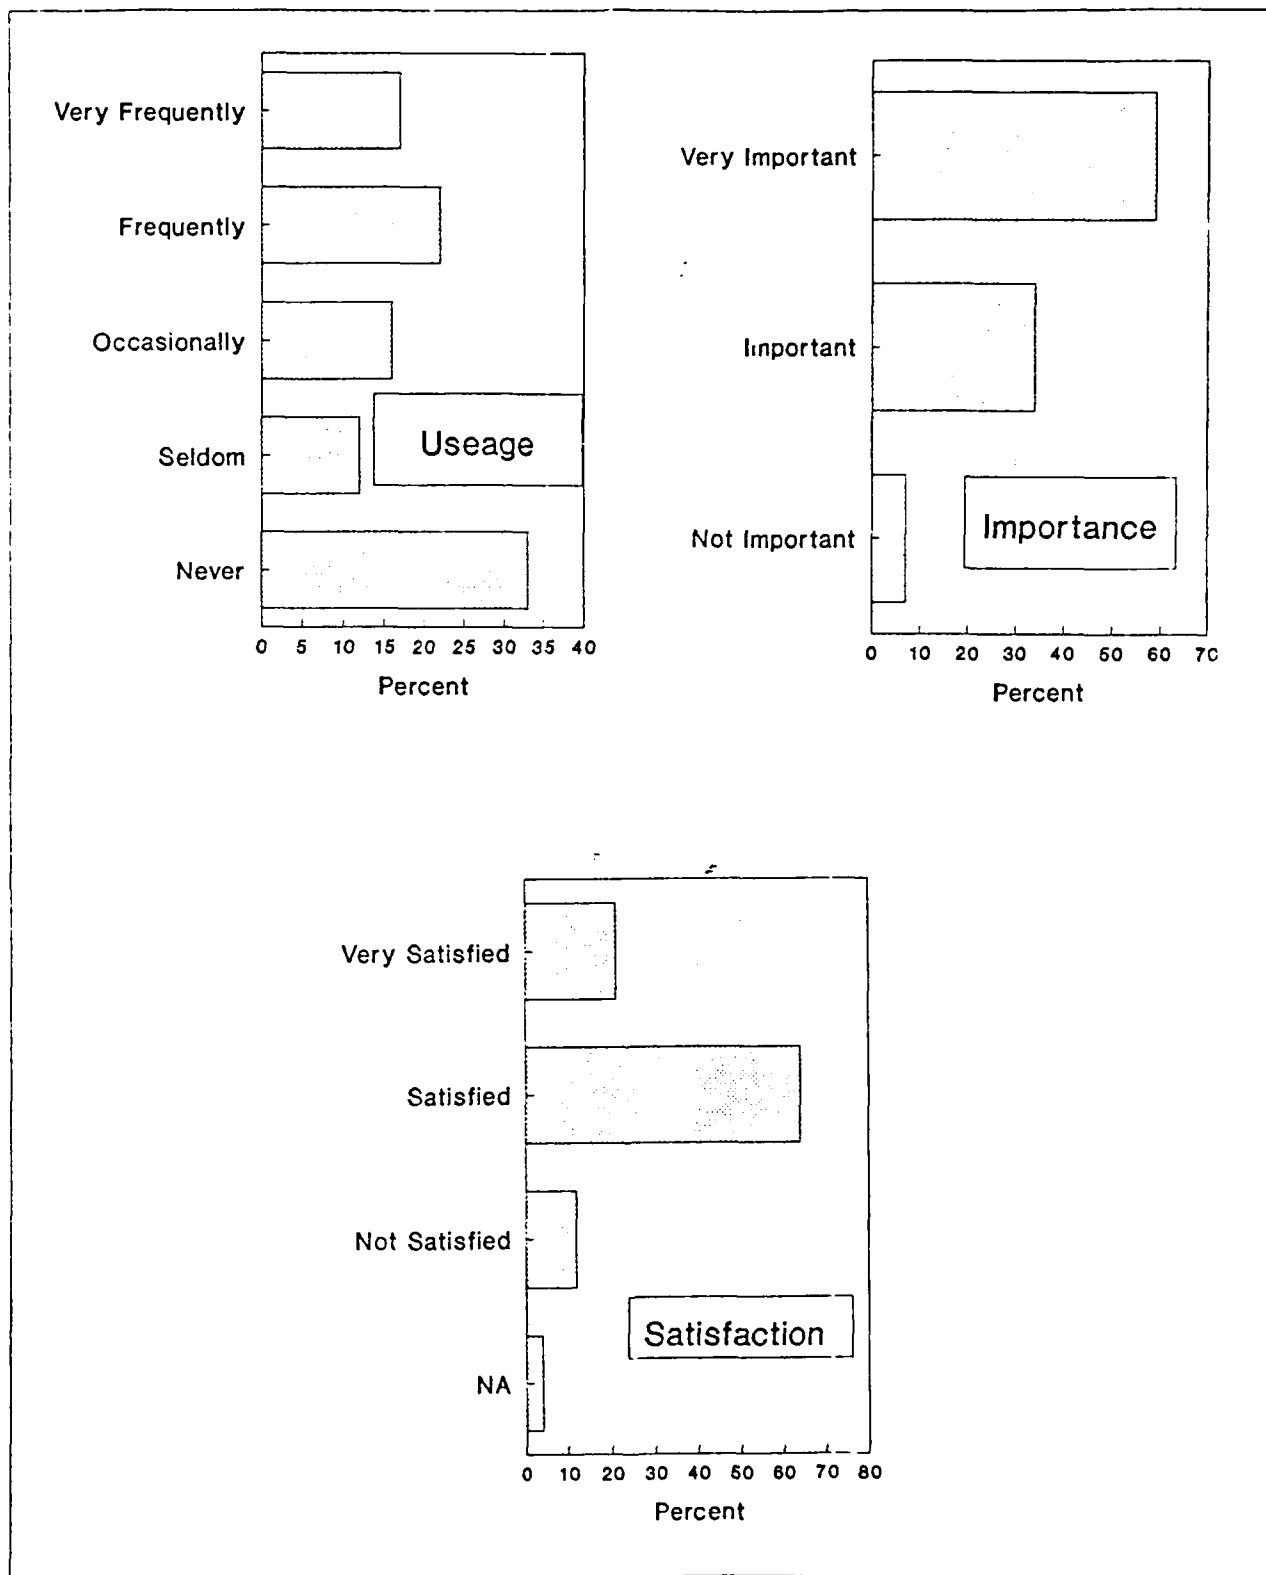 Very Frequently
Frequently
Occasionally
Seldom
Never
Useage
0 5 10 15 20 25 30 35 40
Percent
Very Important
Important
Not Important
Importance
0 10 20 30 40 50 60 70
Percent
Very Satisfied
Satisfied
Not Satisfied
NA
Satisfaction
0 10 20 30 40 50 60 70 80
Percent